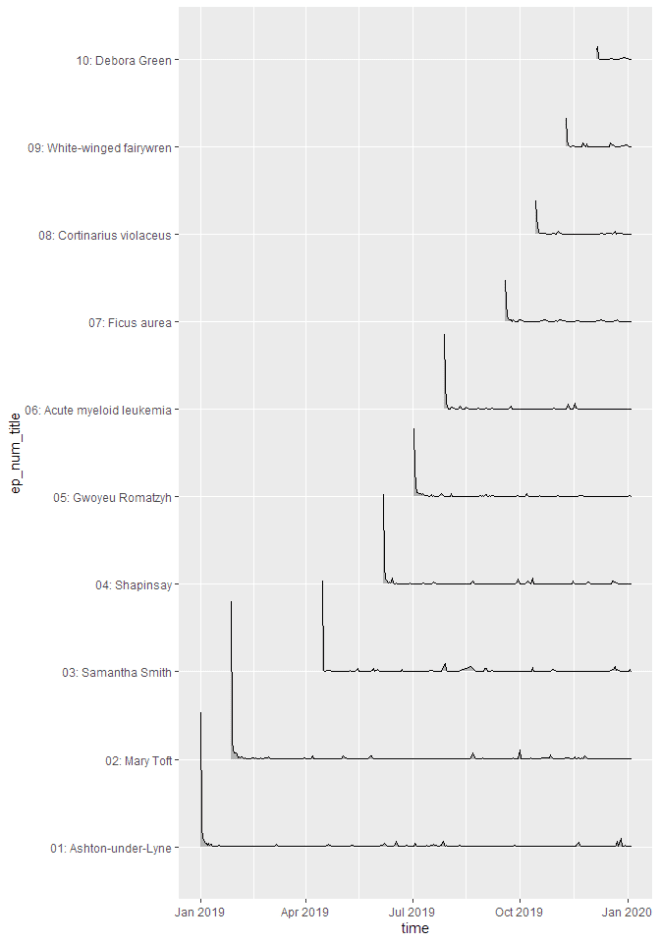 10: Debora Green
09: White-winged fairywren
08: Cortinarius violaceus
07: Ficus aurea
06: Acute myeloid leukemia
05: Gwoyeu Romatzyh
04: Shapinsay
03: Samantha Smith
02: Mary Toft
01: Ashton-under-Lyne
ep_num_title
Jan 2019 Apr 2019 Jul 2019 Oct 2019 Jan 2020
time